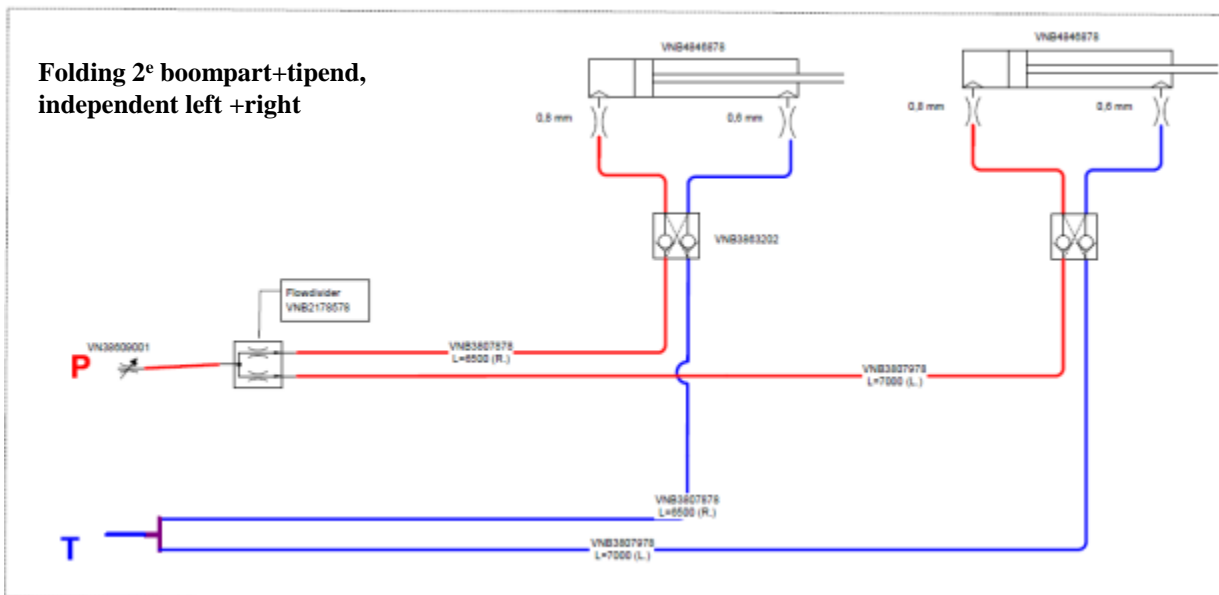 Folding 2ᵉ boompart+tipend,
independent left +right
VNB4846878
VNB4846878
0,8 mm
0,6 mm
0,8 mm
0,6 mm
VNB3863202
Flowdivider
VNB2178578
VN38609001
P
VNB3807878
L=6500 (R.)
VNB3807978
L=7000 (L.)
VNB3807878
L=6500 (R.)
T
VNB3807978
L=7000 (L.)